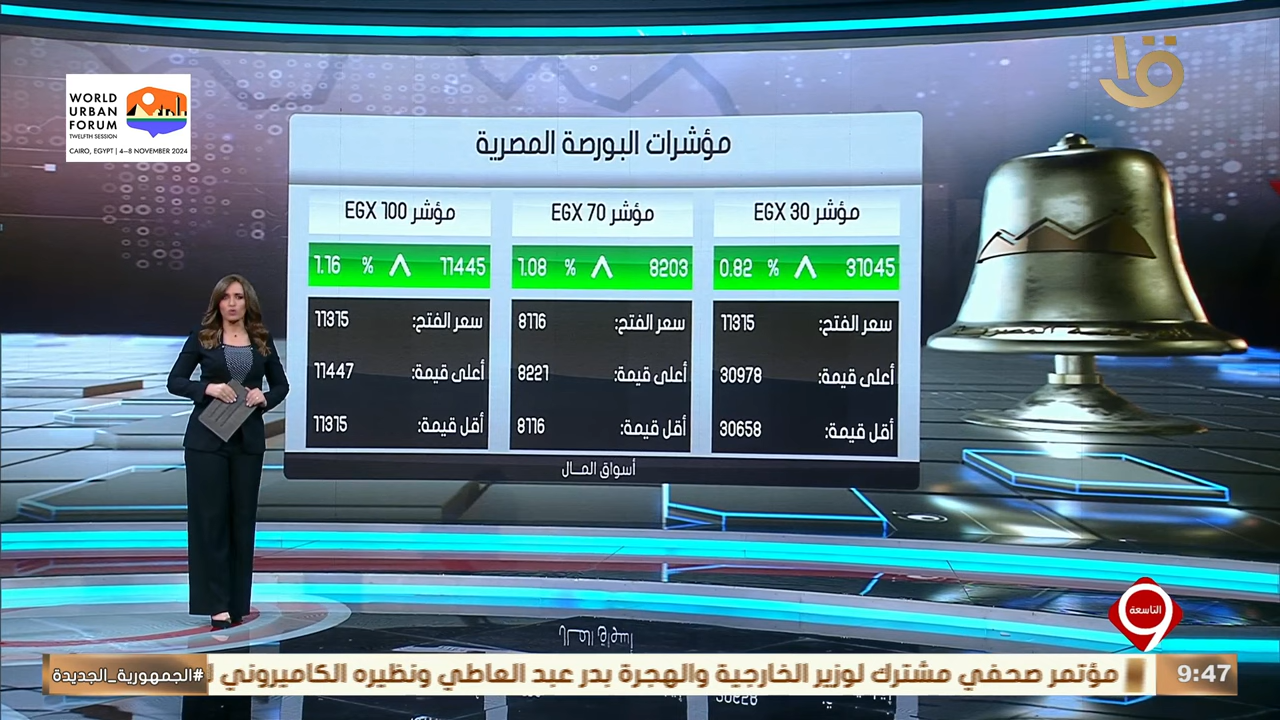 WORLD
URBAN
FORUM
TWELFTH SESSION
CAIRO, EGYPT | 4-8 NOVEMBER 2024
مؤشرات البورصة المصرية
مؤشر EGX 30
31045 0.82 %
سعر الفتح: 11315
أعلى قيمة: 30978
أقل قيمة: 30658
مؤشر EGX 70
8203 1.08 %
سعر الفتح: 8116
أعلى قيمة: 8221
أقل قيمة: 8116
مؤشر EGX 100
11445 1.16 %
سعر الفتح: 11315
أعلى قيمة: 11447
أقل قيمة: 11315
أسواق المـال
التاسعة
9
مؤتمر صحفي مشترك لوزير الخارجية والهجرة بدر عبد العاطي ونظيره الكاميروني
#الجمهورية_الجديدة
9:47